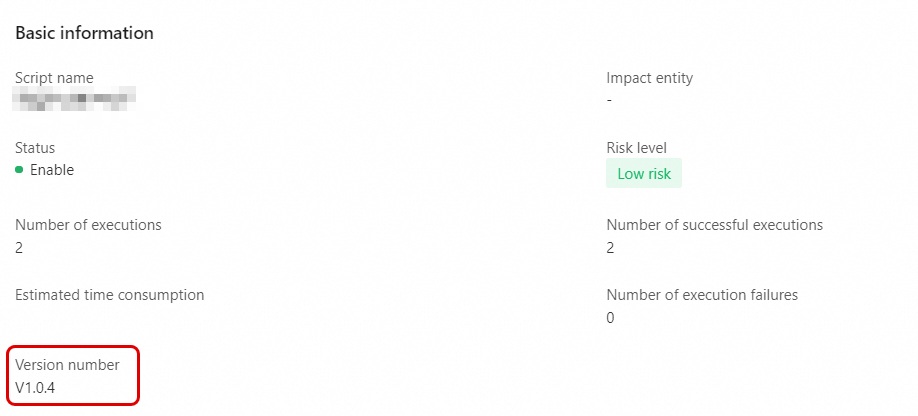 Basic information
Script name
Impact entity
-
Status
Enable
Risk level
Low risk
Number of executions
2
Number of successful executions
2
Estimated time consumption
Number of execution failures
0
Version number
V1.0.4